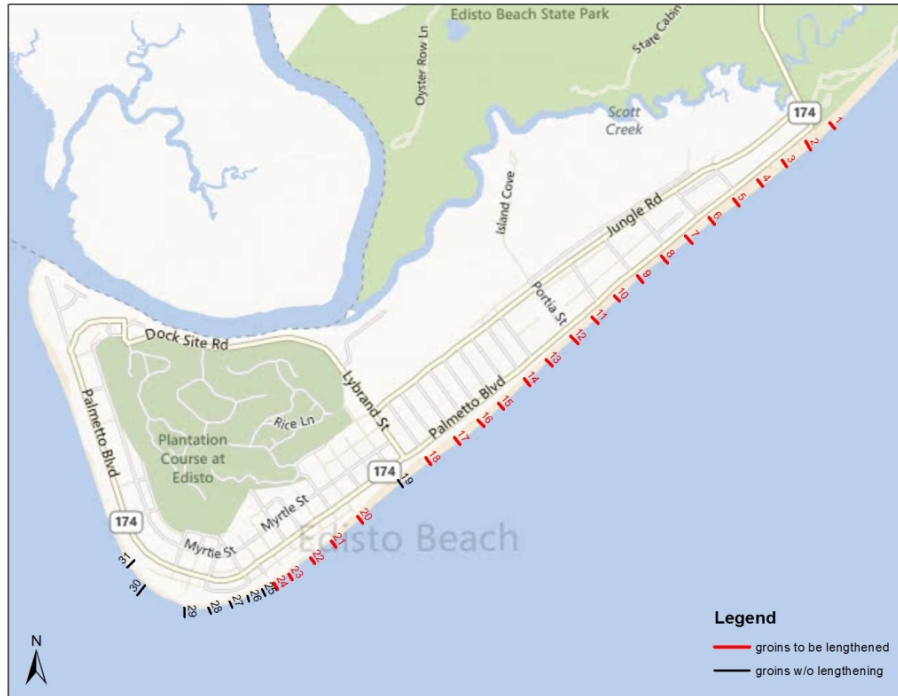 Edisto Beach State Park
Oyster Row Ln
State Cabin
Scott
Creek
174
1
2
3
4
5
6
7
8
9
10
11
12
13
14
15
16
17
18
19
20
21
22
23
24
25
26
27
28
29
30
31
Island Cove
Jungle Rd
Portia St
Dock Site Rd
Lybrand St
Palmetto Blvd
Rice Ln
Plantation
Course at
Edisto
Palmetto Blvd
174
Myrtle St
174
Myrtle St
Edisto Beach
Legend
groins to be lengthened
groins w/o lengthening
N